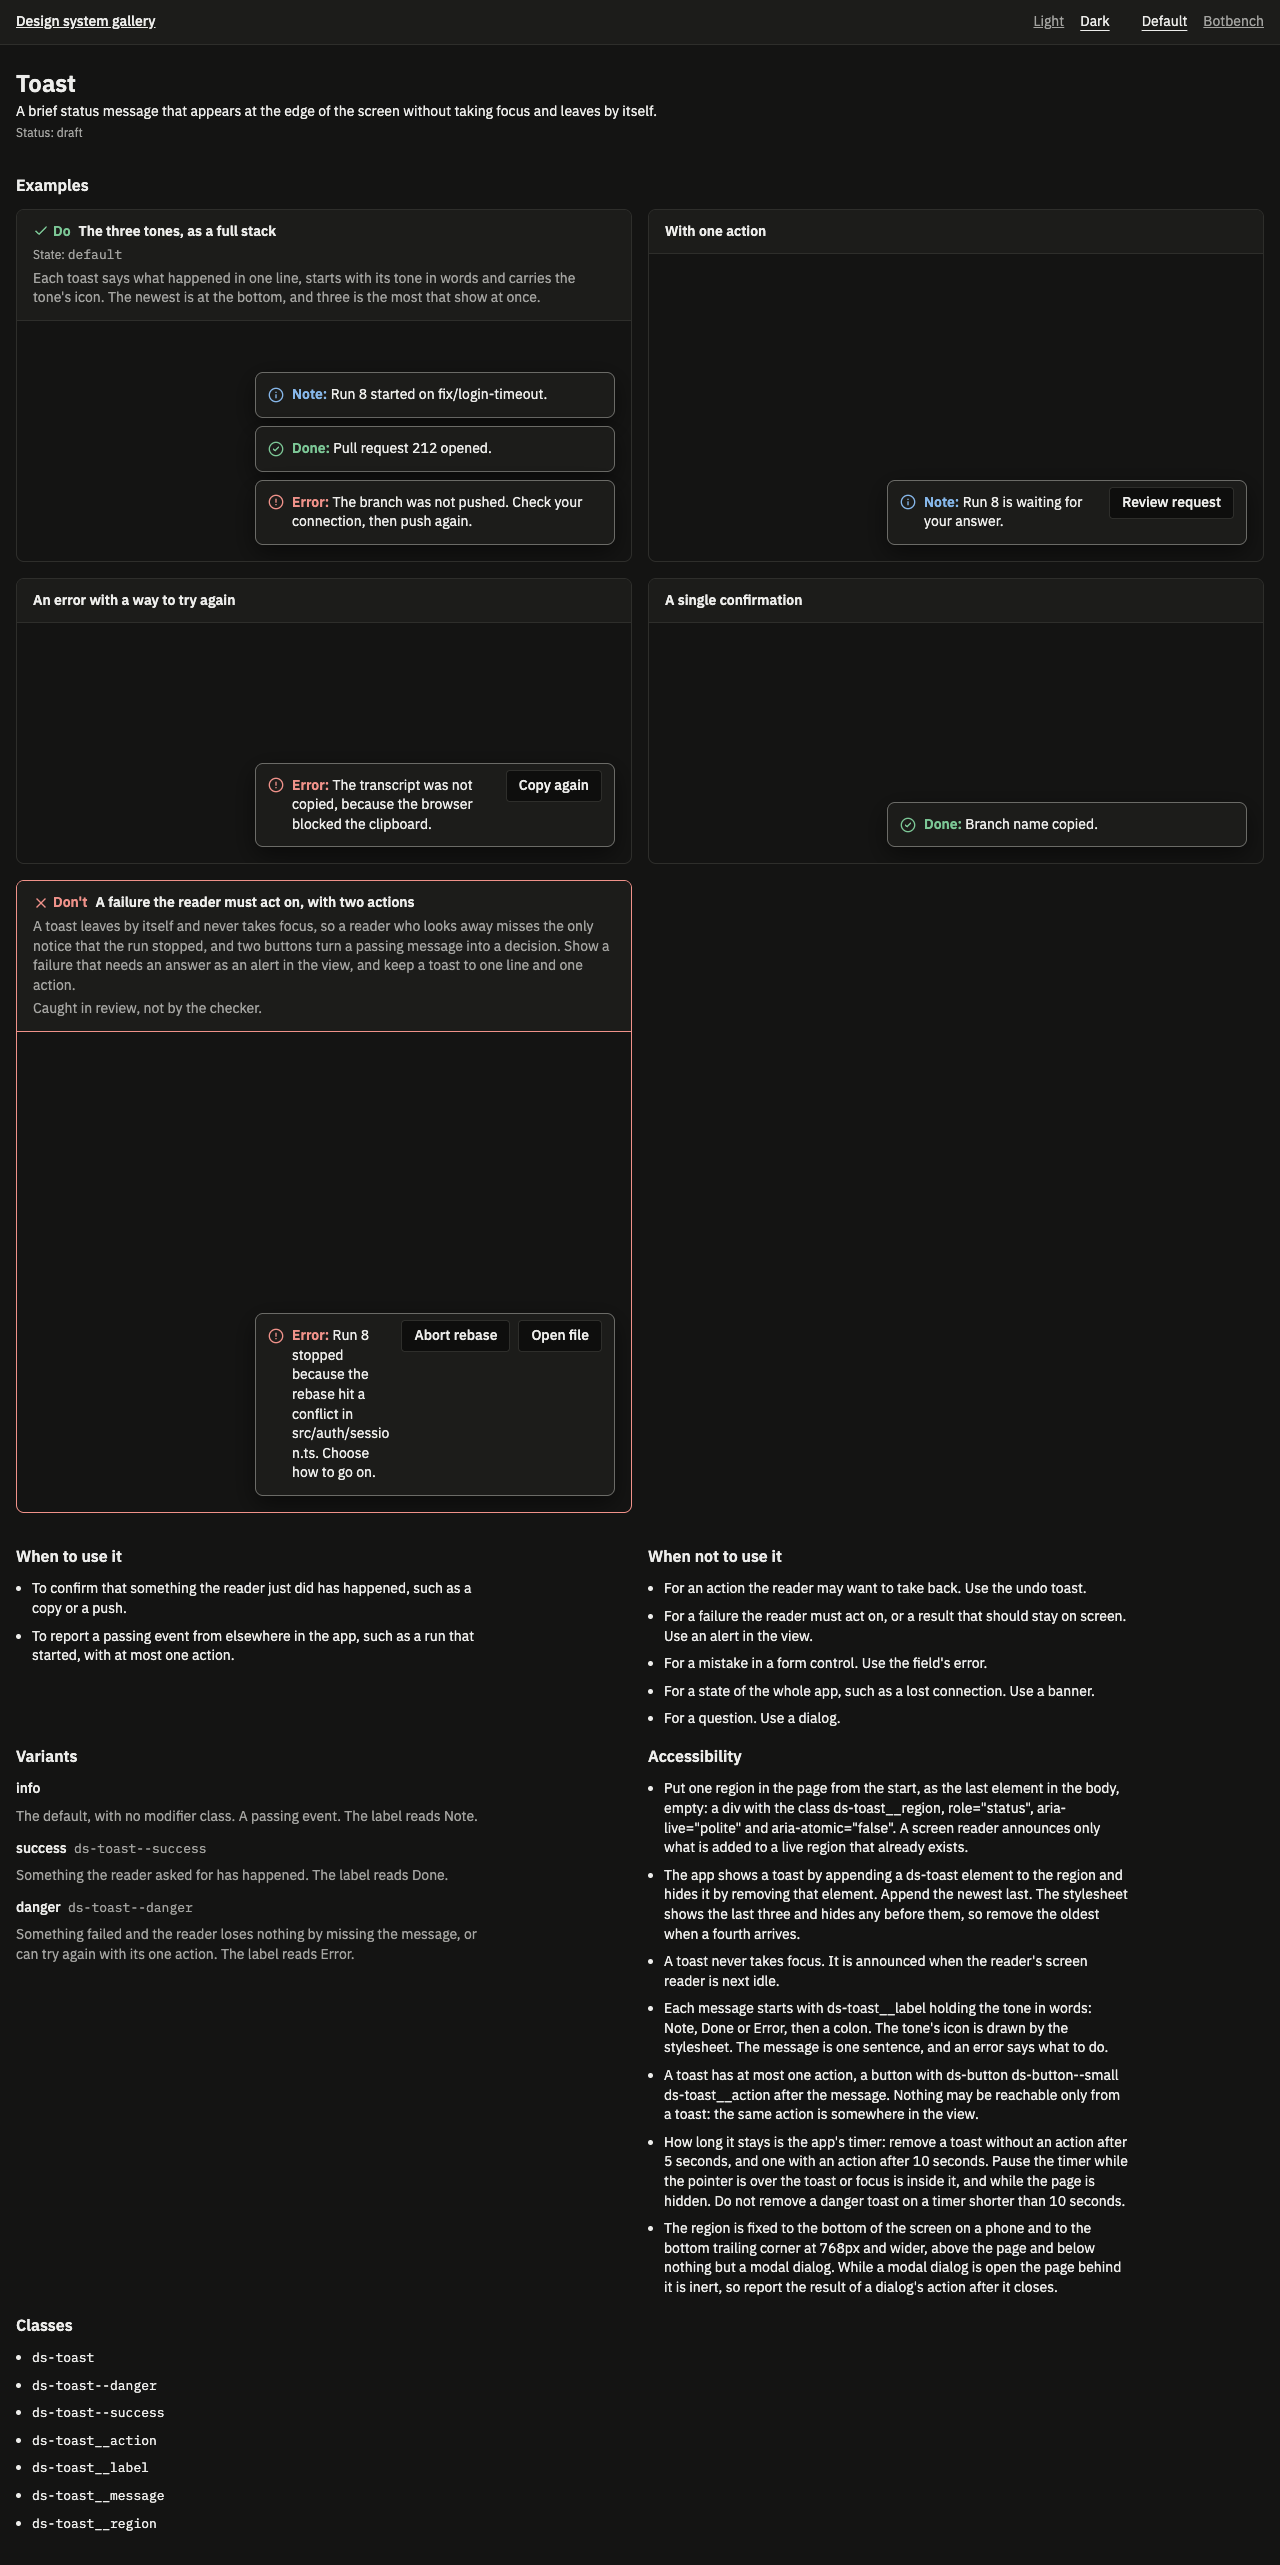 Design system gallery
Light Dark Default Botbench
Toast
A brief status message that appears at the edge of the screen without taking focus and leaves by itself.
Status: draft
Examples
Do The three tones, as a full stack
State: default
Each toast says what happened in one line, starts with its tone in words and carries the
tone's icon. The newest is at the bottom, and three is the most that show at once.
Note: Run 8 started on fix/login-timeout.
Done: Pull request 212 opened.
Error: The branch was not pushed. Check your
connection, then push again.
With one action
Note: Run 8 is waiting for
your answer.
Review request
An error with a way to try again
Error: The transcript was not
copied, because the browser
blocked the clipboard.
Copy again
A single confirmation
Done: Branch name copied.
Don't A failure the reader must act on, with two actions
A toast leaves by itself and never takes focus, so a reader who looks away misses the only
notice that the run stopped, and two buttons turn a passing message into a decision. Show a
failure that needs an answer as an alert in the view, and keep a toast to one line and one
action.
Caught in review, not by the checker.
Error: Run 8
stopped
because the
rebase hit a
conflict in
src/auth/sessio
n.ts. Choose
how to go on.
Abort rebase
Open file
When to use it
To confirm that something the reader just did has happened, such as a
copy or a push.
To report a passing event from elsewhere in the app, such as a run that
started, with at most one action.
When not to use it
For an action the reader may want to take back. Use the undo toast.
For a failure the reader must act on, or a result that should stay on screen.
Use an alert in the view.
For a mistake in a form control. Use the field's error.
For a state of the whole app, such as a lost connection. Use a banner.
For a question. Use a dialog.
Variants
info
The default, with no modifier class. A passing event. The label reads Note.
success ds-toast--success
Something the reader asked for has happened. The label reads Done.
danger ds-toast--danger
Something failed and the reader loses nothing by missing the message, or
can try again with its one action. The label reads Error.
Accessibility
Put one region in the page from the start, as the last element in the body,
empty: a div with the class ds-toast__region, role="status", aria-
live="polite" and aria-atomic="false". A screen reader announces only
what is added to a live region that already exists.
The app shows a toast by appending a ds-toast element to the region and
hides it by removing that element. Append the newest last. The stylesheet
shows the last three and hides any before them, so remove the oldest
when a fourth arrives.
A toast never takes focus. It is announced when the reader's screen
reader is next idle.
Each message starts with ds-toast__label holding the tone in words:
Note, Done or Error, then a colon. The tone's icon is drawn by the
stylesheet. The message is one sentence, and an error says what to do.
A toast has at most one action, a button with ds-button ds-button--small
ds-toast__action after the message. Nothing may be reachable only from
a toast: the same action is somewhere in the view.
How long it stays is the app's timer: remove a toast without an action after
5 seconds, and one with an action after 10 seconds. Pause the timer while
the pointer is over the toast or focus is inside it, and while the page is
hidden. Do not remove a danger toast on a timer shorter than 10 seconds.
The region is fixed to the bottom of the screen on a phone and to the
bottom trailing corner at 768px and wider, above the page and below
nothing but a modal dialog. While a modal dialog is open the page behind
it is inert, so report the result of a dialog's action after it closes.
Classes
ds-toast
ds-toast--danger
ds-toast--success
ds-toast__action
ds-toast__label
ds-toast__message
ds-toast__region